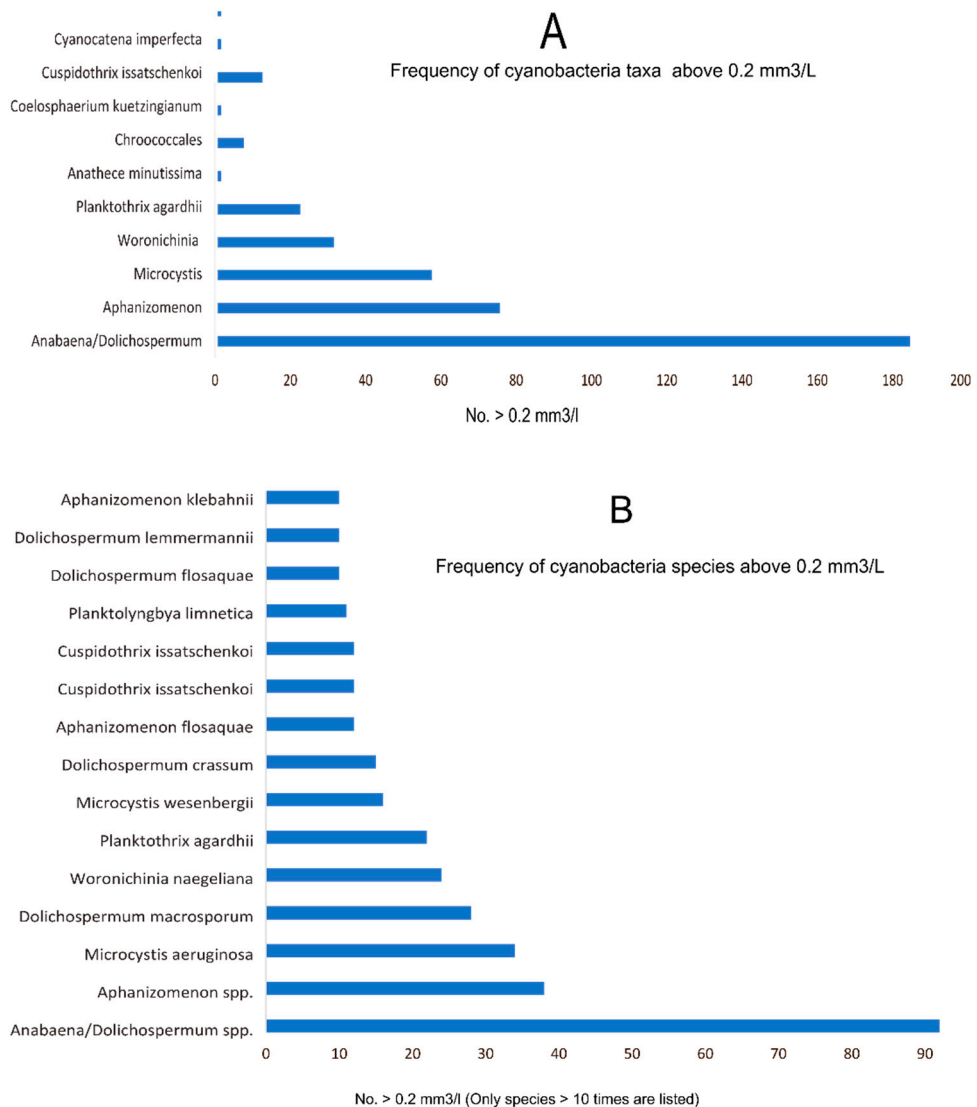 A
Frequency of cyanobacteria taxa above 0.2 mm3/L
Cyanocatena imperfecta
Cuspidothrix issatschenkoi
Coelosphaerium kuetzingianum
Chroococcales
Anathece minutissima
Planktothrix agardhii
Woronichinia
Microcystis
Aphanizomenon
Anabaena/Dolichospermum
0 20 40 60 80 100 120 140 160 180 200
No. > 0.2 mm3/l
B
Frequency of cyanobacteria species above 0.2 mm3/L
Aphanizomenon klebahnii
Dolichospermum lemmermannii
Dolichospermum flosaquae
Planktolyngbya limnetica
Cuspidothrix issatschenkoi
Cuspidothrix issatschenkoi
Aphanizomenon flosaquae
Dolichospermum crassum
Microcystis wesenbergii
Planktothrix agardhii
Woronichinia naegeliana
Dolichospermum macrosporum
Microcystis aeruginosa
Aphanizomenon spp.
Anabaena/Dolichospermum spp.
0 10 20 30 40 50 60 70 80 90
No. > 0.2 mm3/l (Only species > 10 times are listed)